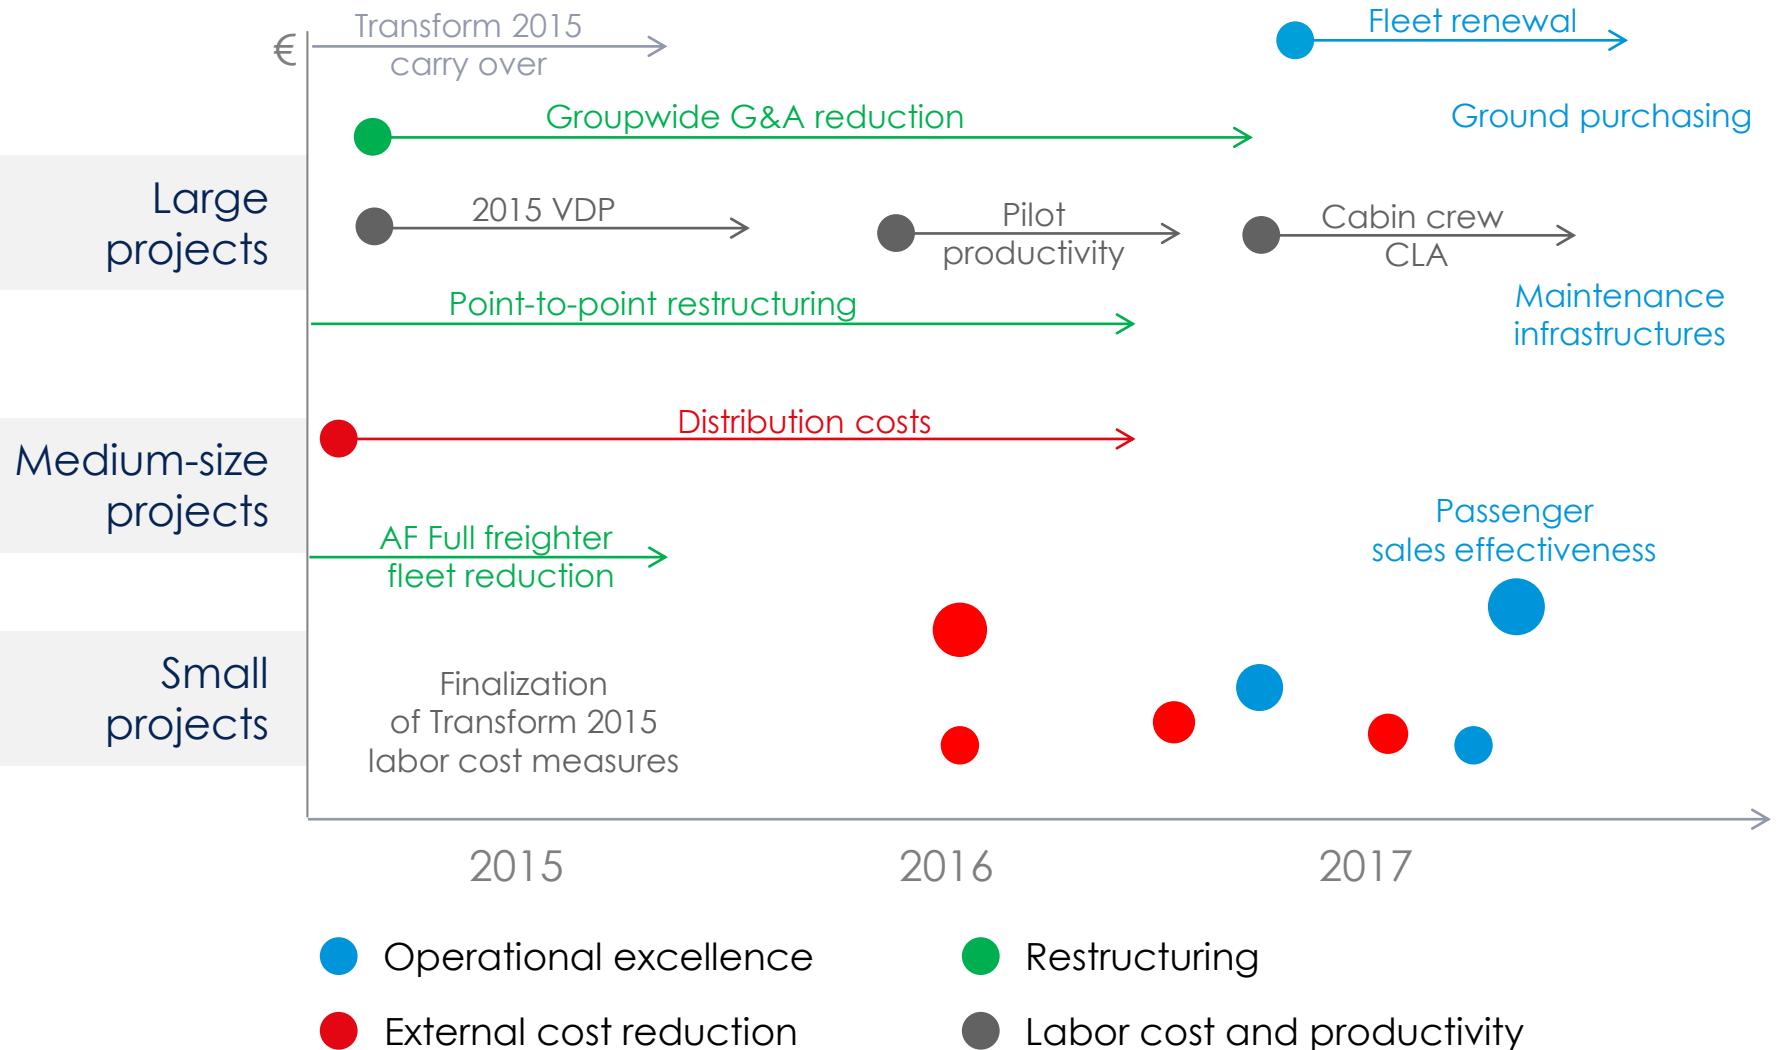 €
Transform 2015
carry over
Fleet renewal
Groupwide G&A reduction
Ground purchasing
Large
projects
2015 VDP
Pilot
productivity
Cabin crew
CLA
Point-to-point restructuring
Maintenance
infrastructures
Distribution costs
Medium-size
projects
AF Full freighter
fleet reduction
Passenger
sales effectiveness
Small
projects
Finalization
of Transform 2015
labor cost measures
2015
2016
2017
Operational excellence
Restructuring
External cost reduction
Labor cost and productivity